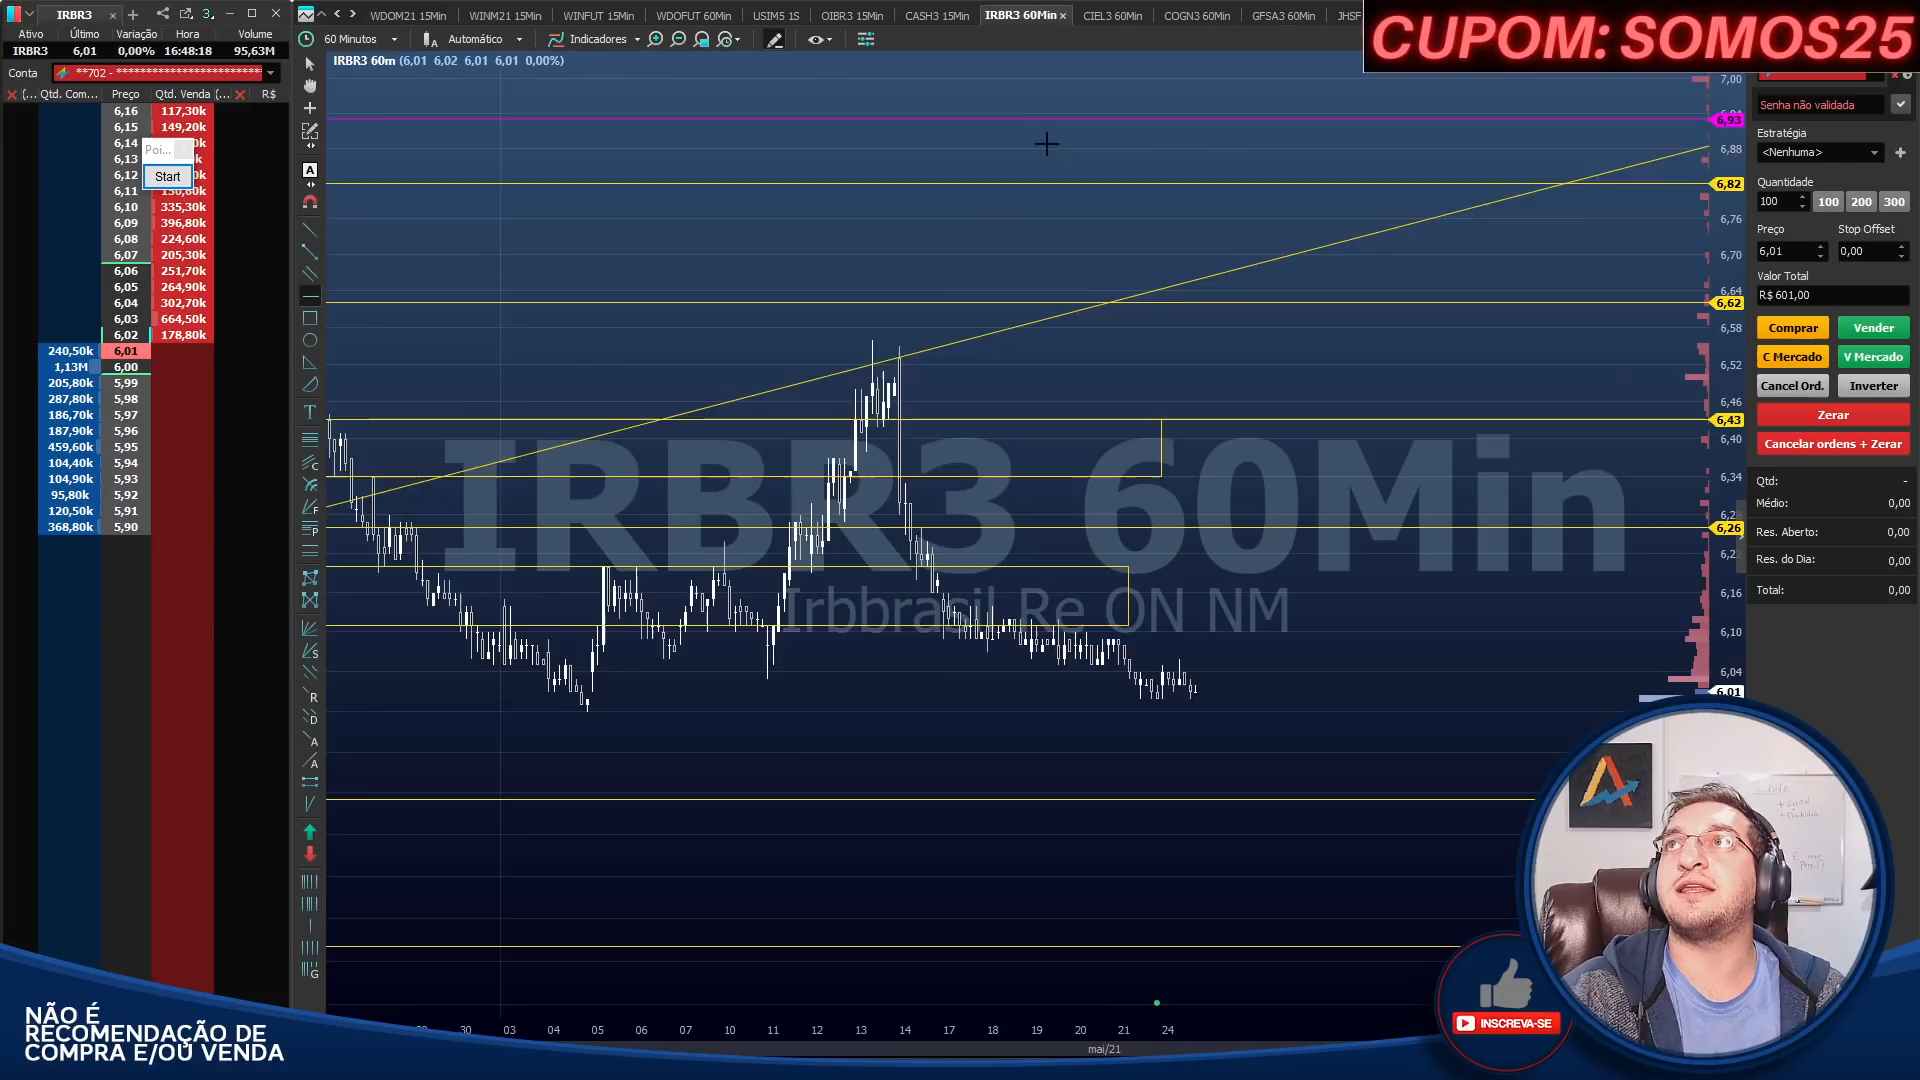 IRBR3
WDOM21 15Min
WINM21 15Min
WINFUT 15Min
WDOFUT 60Min
USIM5 1S
OIBR3 15Min
CASH3 15Min
IRBR3 60Min
CIEL3 60Min
COGN3 60Min
GFSA3 60Min
CUPOM: SOMOS25
Ativo Último Variação Hora Volume
IRBR3 6,01 0,00% 16:48:18 95,63M
60 Minutos
Automático
Indicadores
Conta **702 - **************************
IRBR3 60m (6,01 6,02 6,01 6,01 0,00%)
(... Qtd. Com... Preço Qtd. Venda (... R$
6,16 117,30k
6,15 149,20k
6,14
6,13
6,12
6,11
Poi...
Start
6,10 335,30k
6,09 396,80k
6,08 224,60k
6,07 205,30k
6,06 251,70k
6,05 264,90k
6,04 302,70k
6,03 664,50k
6,02 178,80k
240,50k 6,01
1,13M 6,00
205,80k 5,99
287,80k 5,98
186,70k 5,97
187,90k 5,96
459,60k 5,95
104,40k 5,94
104,90k 5,93
95,80k 5,92
120,50k 5,91
368,80k 5,90
IRBR3 60Min
Irbbrasil Re ON NM
7,00
6,93
6,88
6,82
6,76
6,70
6,64
6,62
6,58
6,52
6,46
6,43
6,40
6,34
6,26
6,16
6,10
6,04
6,01
30 03 04 05 06 07 10 11 12 13 14 17 18 19 20 21 24
mai/21
Senha não validada
Estratégia
<Nenhuma>
Quantidade
100 100 200 300
Preço Stop Offset
6,01 0,00
Valor Total
R$ 601,00
Comprar Vender
C Mercado V Mercado
Cancel Ord. Inverter
Zerar
Cancelar ordens + Zerar
Qtd: -
Médio: 0,00
Res. Aberto: 0,00
Res. do Dia: 0,00
Total: 0,00
NÃO É
RECOMENDAÇÃO DE
COMPRA E/OU VENDA
INSCREVA-SE